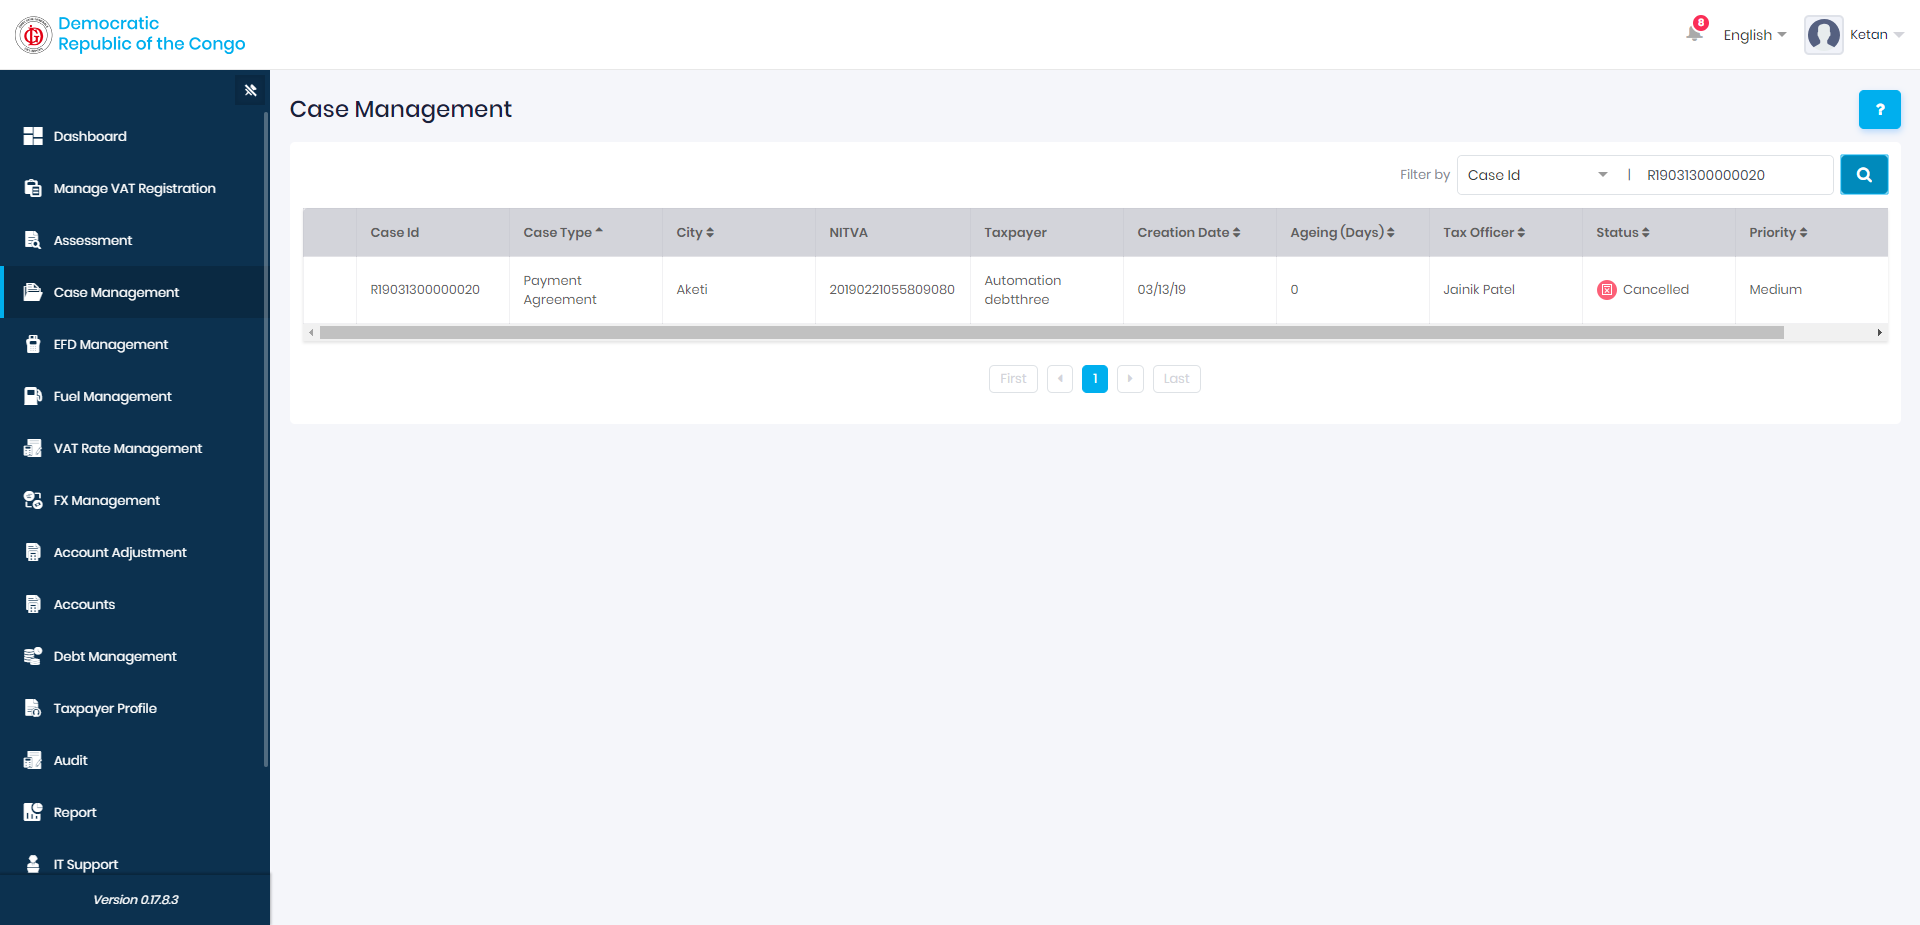 Democratic
Republic of the Congo
8
English
Ketan
Dashboard
Manage VAT Registration
Assessment
Case Management
EFD Management
Fuel Management
VAT Rate Management
FX Management
Account Adjustment
Accounts
Debt Management
Taxpayer Profile
Audit
Report
IT Support
Version 0.17.8.3
Case Management
?
Filter by Case Id | R19031300000020
Case Id Case Type City NITVA Taxpayer Creation Date Ageing (Days) Tax Officer Status Priority
R19031300000020 Payment Agreement Aketi 20190221055809080 Automation debtthree 03/13/19 0 Jainik Patel Cancelled Medium
First 1 Last